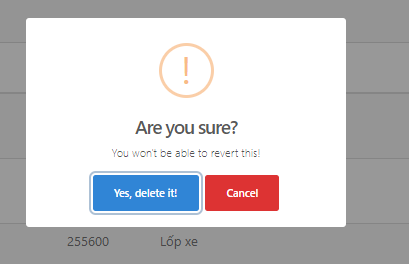 !
Are you sure?
You won't be able to revert this!
Yes, delete it! Cancel
255600 Lốp xe